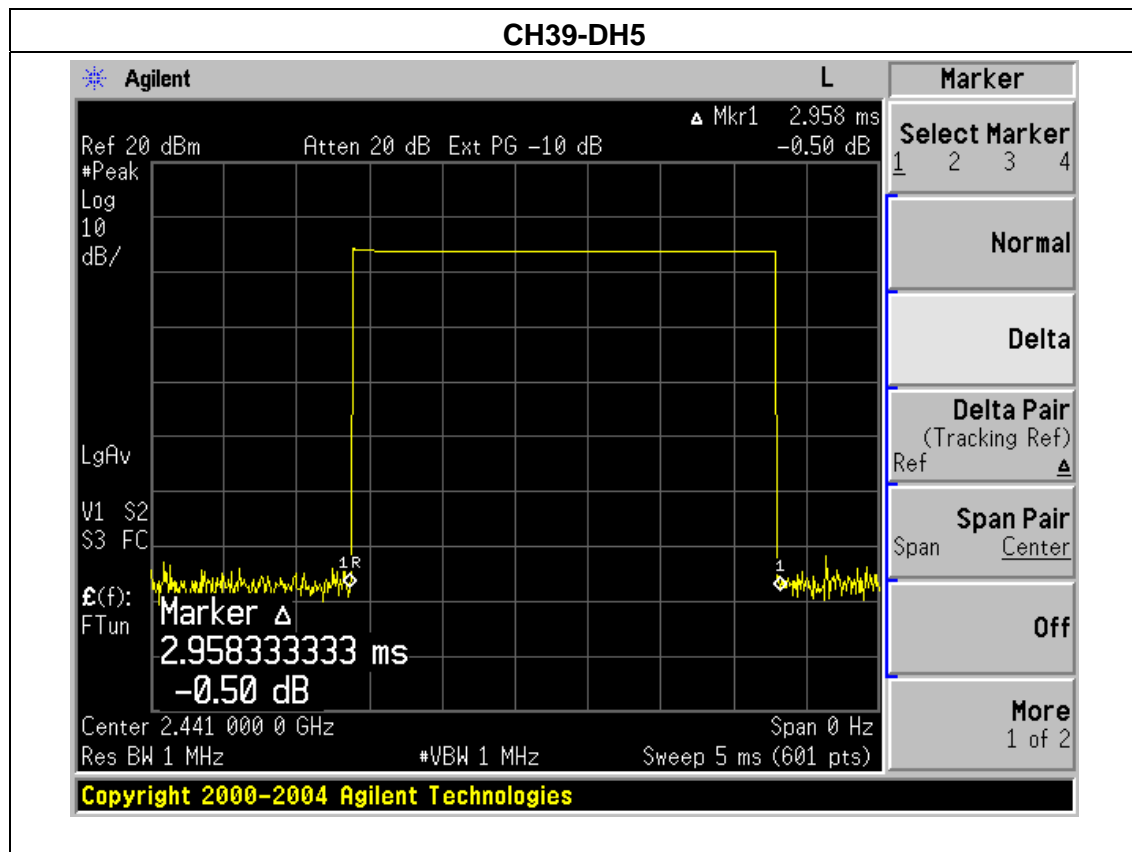 CH39-DH5
Agilent L Marker
Δ Mkr1 2.958 ms
Ref 20 dBm Atten 20 dB Ext PG -10 dB -0.50 dB
#Peak
Log
10
dB/
LgAv
V1 S2
S3 FC
£(f):
FTun
1R
1
Marker Δ
2.958333333 ms
-0.50 dB
Center 2.441 000 0 GHz Span 0 Hz
Res BW 1 MHz #VBW 1 MHz Sweep 5 ms (601 pts)
Select Marker
1 2 3 4
Normal
Delta
Delta Pair
(Tracking Ref)
Ref Δ
Span Pair
Span Center
Off
More
1 of 2
Copyright 2000-2004 Agilent Technologies